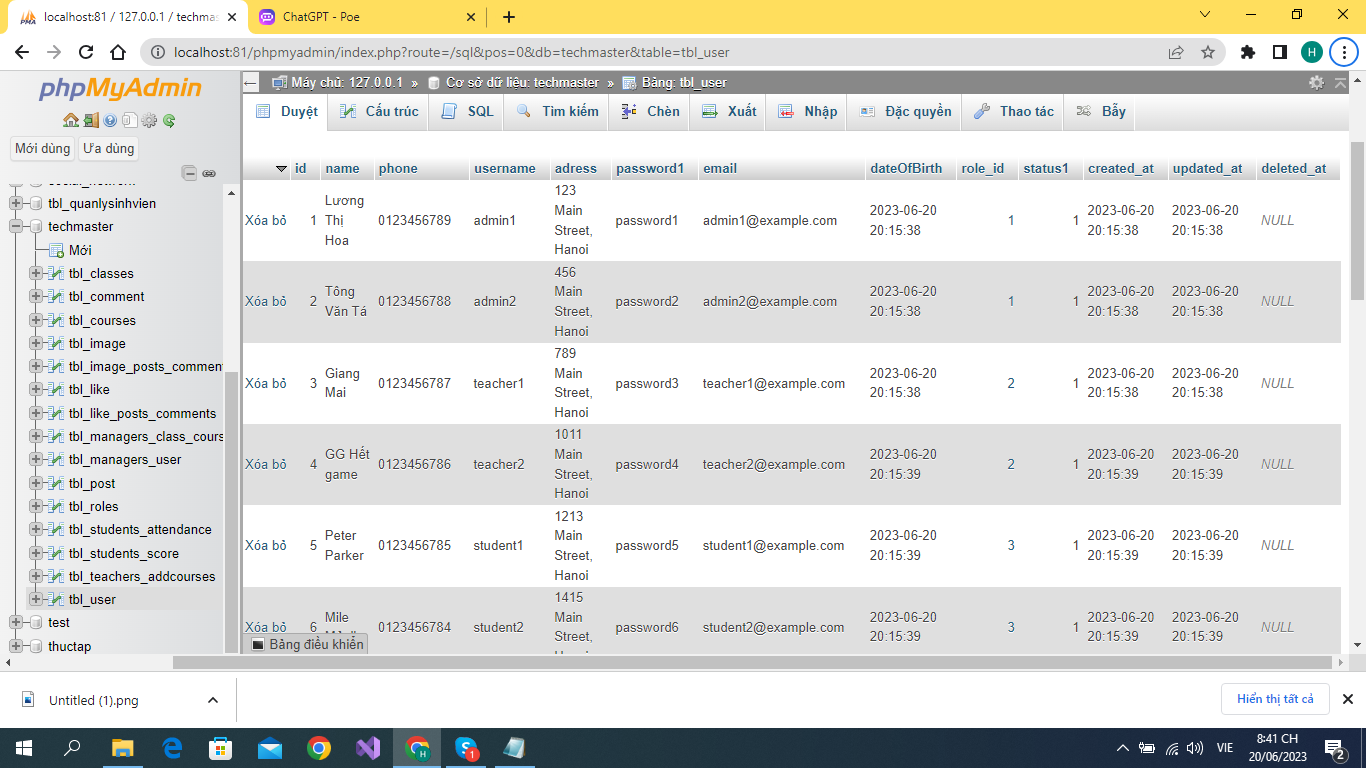 localhost:81 / 127.0.0.1 / techmas
ChatGPT - Poe
localhost:81/phpmyadmin/index.php?route=/sql&pos=0&db=techmaster&table=tbl_user
H
phpMyAdmin
Mới dùng
Ưa dùng
tbl_quanlysinhvien
techmaster
Mới
tbl_classes
tbl_comment
tbl_courses
tbl_image
tbl_image_posts_commen
tbl_like
tbl_like_posts_comments
tbl_managers_class_cours
tbl_managers_user
tbl_post
tbl_roles
tbl_students_attendance
tbl_students_score
tbl_teachers_addcourses
tbl_user
test
thuctap
Máy chủ: 127.0.0.1 » Cơ sở dữ liệu: techmaster » Bảng: tbl_user
Duyệt Cấu trúc SQL Tìm kiếm Chèn Xuất Nhập Đặc quyền Thao tác Bẫy
id name phone username adress password1 email dateOfBirth role_id status1 created_at updated_at deleted_at
Xóa bỏ 1 Lương Thị Hoa 0123456789 admin1 123 Main Street, Hanoi password1 admin1@example.com 2023-06-20 20:15:38 1 1 2023-06-20 20:15:38 2023-06-20 20:15:38 NULL
Xóa bỏ 2 Tông Văn Tá 0123456788 admin2 456 Main Street, Hanoi password2 admin2@example.com 2023-06-20 20:15:38 1 1 2023-06-20 20:15:38 2023-06-20 20:15:38 NULL
Xóa bỏ 3 Giang Mai 0123456787 teacher1 789 Main Street, Hanoi password3 teacher1@example.com 2023-06-20 20:15:38 2 1 2023-06-20 20:15:38 2023-06-20 20:15:38 NULL
Xóa bỏ 4 GG Hết game 0123456786 teacher2 1011 Main Street, Hanoi password4 teacher2@example.com 2023-06-20 20:15:39 2 1 2023-06-20 20:15:39 2023-06-20 20:15:39 NULL
Xóa bỏ 5 Peter Parker 0123456785 student1 1213 Main Street, Hanoi password5 student1@example.com 2023-06-20 20:15:39 3 1 2023-06-20 20:15:39 2023-06-20 20:15:39 NULL
Xóa bỏ 6 Mile 0123456784 student2 1415 Main Street, password6 student2@example.com 2023-06-20 20:15:39 3 1 2023-06-20 20:15:39 2023-06-20 20:15:39 NULL
Bảng điều khiển
Untitled (1).png
Hiển thị tất cả
VIE
8:41 CH
20/06/2023
2
1
H